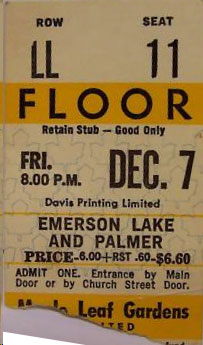 ROW SEAT
LL 11
FLOOR
Retain Stub — Good Only
FRI. DEC. 7
8.00 P.M.
Davis Printing Limited
EMERSON LAKE
AND PALMER
PRICE-6.00+RST .60-$6.60
ADMIT ONE. Entrance by Main
Door or by Church Street Door.
Leaf Gardens